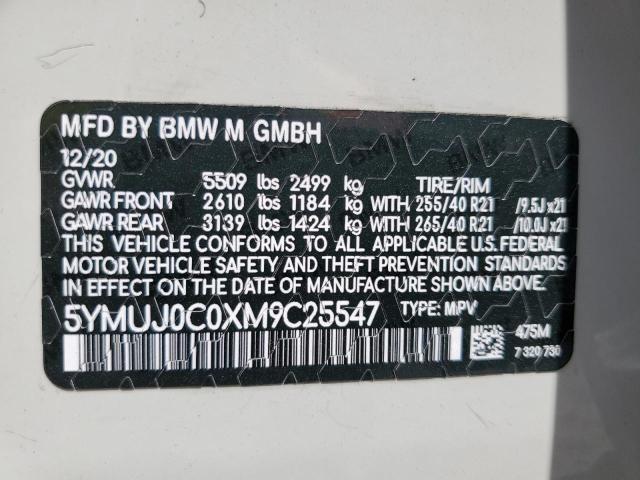 MFD BY BMW M GMBH
12/20
GVWR 5509 lbs 2499 kg TIRE/RIM
GAWR FRONT 2610 lbs 1184 kg WITH 255/40 R21 /9.5J x21
GAWR REAR 3139 lbs 1424 kg WITH 265/40 R21 /10.0J x21
THIS VEHICLE CONFORMS TO ALL APPLICABLE U.S. FEDERAL
MOTOR VEHICLE SAFETY AND THEFT PREVENTION STANDARDS
IN EFFECT ON THE DATE OF MANUFACTURE SHOWN ABOVE.
5YMUJ0C0XM9C25547 TYPE: MPV
475M
7 320 730